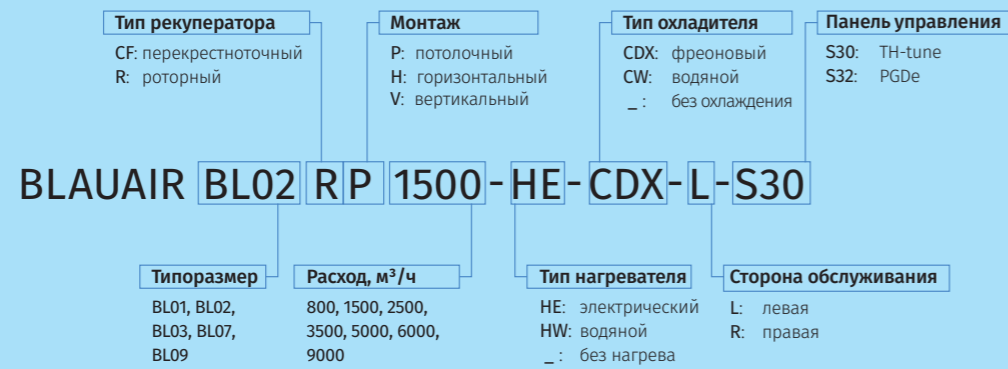 Тип рекуператора
CF: перекрестноточный
R: роторный
Монтаж
P: потолочный
H: горизонтальный
V: вертикальный
Тип охладителя
CDX: фреоновый
CW: водяной
_ : без охлаждения
Панель управления
S30: TH-tune
S32: PGDe
BLAUAIR BL02 R P 1500-HE-CDX-L-S30
Типоразмер
BL01, BL02,
BL03, BL07,
BL09
Расход, м³/ч
800, 1500, 2500,
3500, 5000, 6000,
9000
Тип нагревателя
HE: электрический
HW: водяной
_ : без нагрева
Сторона обслуживания
L: левая
R: правая